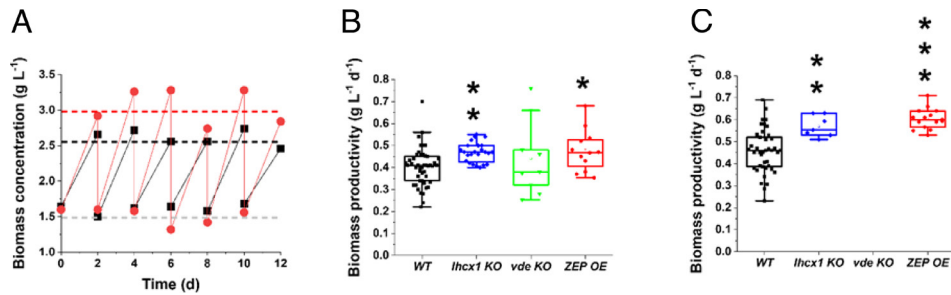 A
Biomass concentration (g L⁻¹)
3.5
3.0
2.5
2.0
1.5
1.0
0 2 4 6 8 10 12
Time (d)
B
Biomass productivity (g L⁻¹ d⁻¹)
0.8
0.7
0.6
0.5
0.4
0.3
0.2
0.1
0.0
* *
*
WT lhcx1 KO vde KO ZEP OE
C
Biomass productivity (g L⁻¹ d⁻¹)
0.8
0.7
0.6
0.5
0.4
0.3
0.2
0.1
0.0
* *
* * *
WT lhcx1 KO vde KO ZEP OE